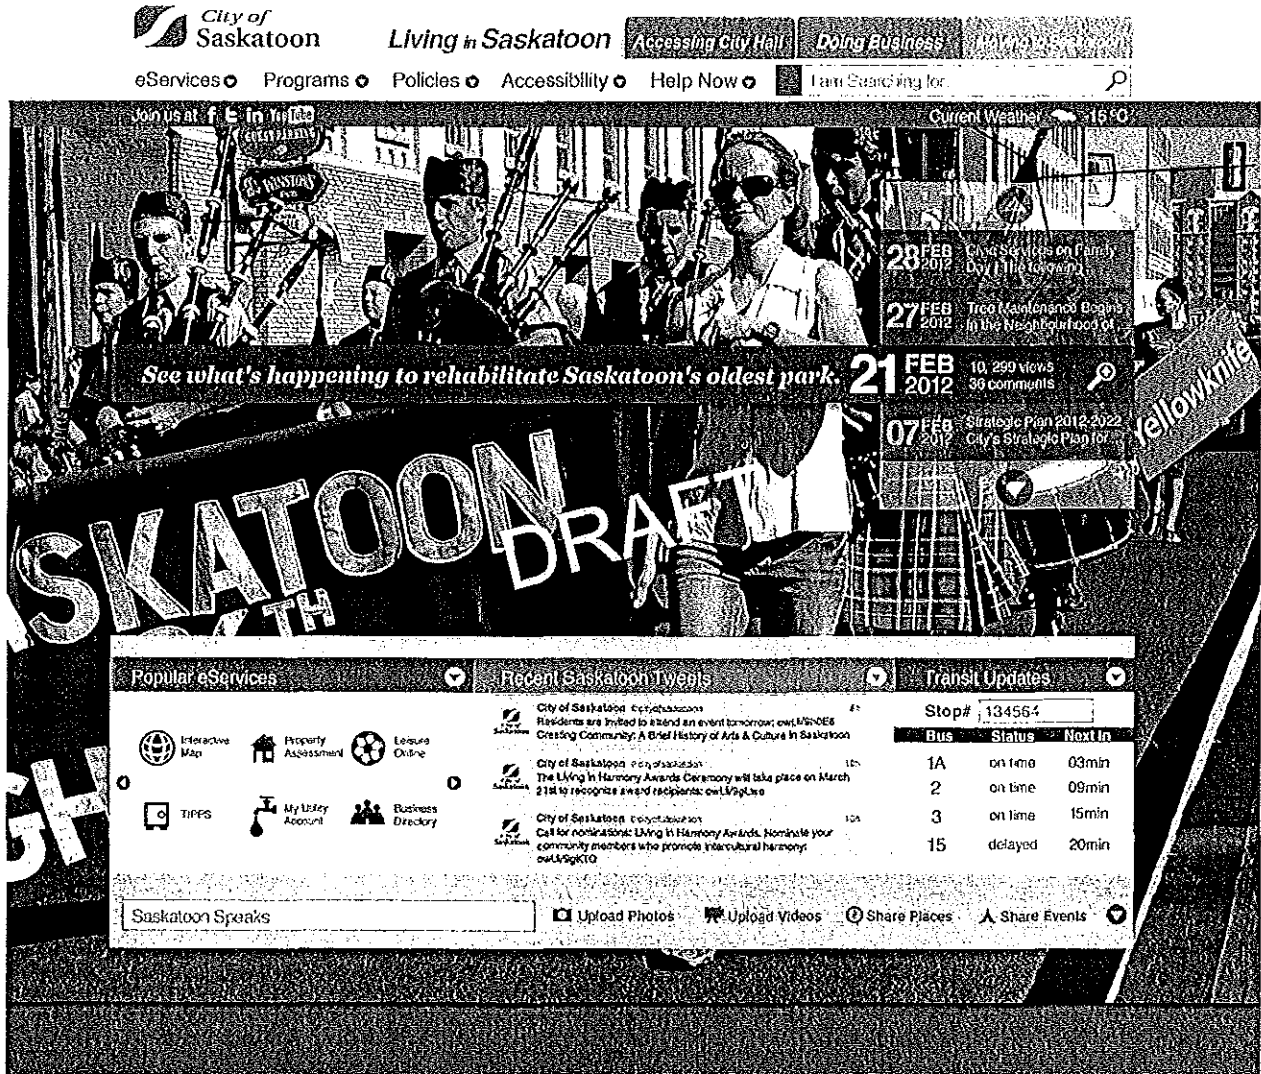 City of
Saskatoon
Living in Saskatoon
Accessing City Hall
Doing Business
eServices
Programs
Policies
Accessibility
Help Now
I am Searching for
Join us at
YouTube
Current Weather
-15°C
WINSTON
28 FEB 2012
Day
27 FEB 2012
Tree Maintenance Begins
in the Neighbourhood of
See what's happening to rehabilitate Saskatoon's oldest park.
21 FEB 2012
10, 299 views
36 comments
07 FEB 2012
Strategic Plan 2012-2022
City's Strategic Plan for
Yellowknife
SKATOON
TH
DRAFT
GH
Popular eServices
Recent Saskatoon Tweets
Transit Updates
Interactive
Map
Property
Assessment
Leisure
Online
TIPPS
My Utility
Account
Business
Directory
City of Saskatoon
Residents are invited to attend an event tomorrow:
Creating Community: A Brief History of Arts & Culture in Saskatoon
City of Saskatoon
The Living in Harmony Awards Ceremony will take place on March
21st to recognize award recipients:
City of Saskatoon
Call for nominations: Living in Harmony Awards. Nominate your
community members who promote intercultural harmony:
Stop# 134564
Bus Status Next In
1A on time 03min
2 on time 09min
3 on time 15min
15 delayed 20min
Saskatoon Speaks
Upload Photos
Upload Videos
Share Places
Share Events